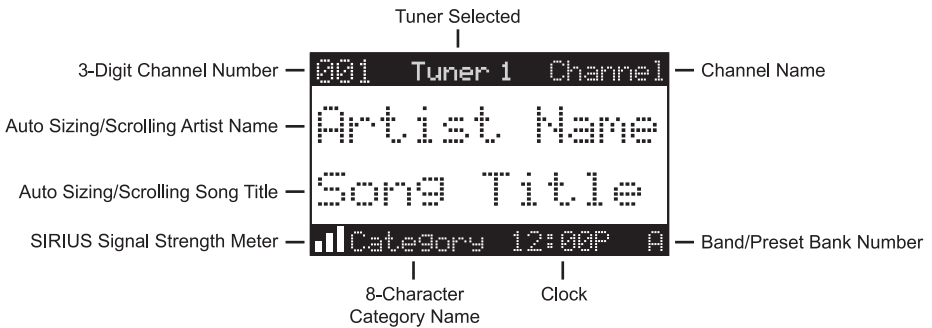 Tuner Selected
3-Digit Channel Number
001 Tuner 1 Channel
Channel Name
Auto Sizing/Scrolling Artist Name
Artist Name
Auto Sizing/Scrolling Song Title
Song Title
SIRIUS Signal Strength Meter
Category 12:00P A
Band/Preset Bank Number
8-Character
Category Name
Clock